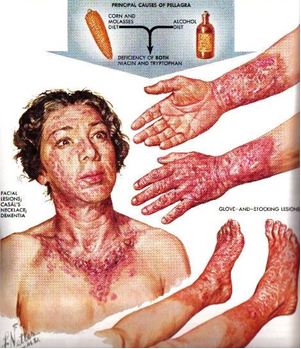 PRINCIPAL CAUSES OF PELLAGRA
CORN AND
MOLASSES
DIET
ALCOHOL
DIET
DEFICIENCY OF BOTH
NIACIN AND TRYPTOPHAN
FACIAL
LESIONS;
CASAL'S
NECKLACE;
DEMENTIA
GLOVE-AND-STOCKING LESIONS